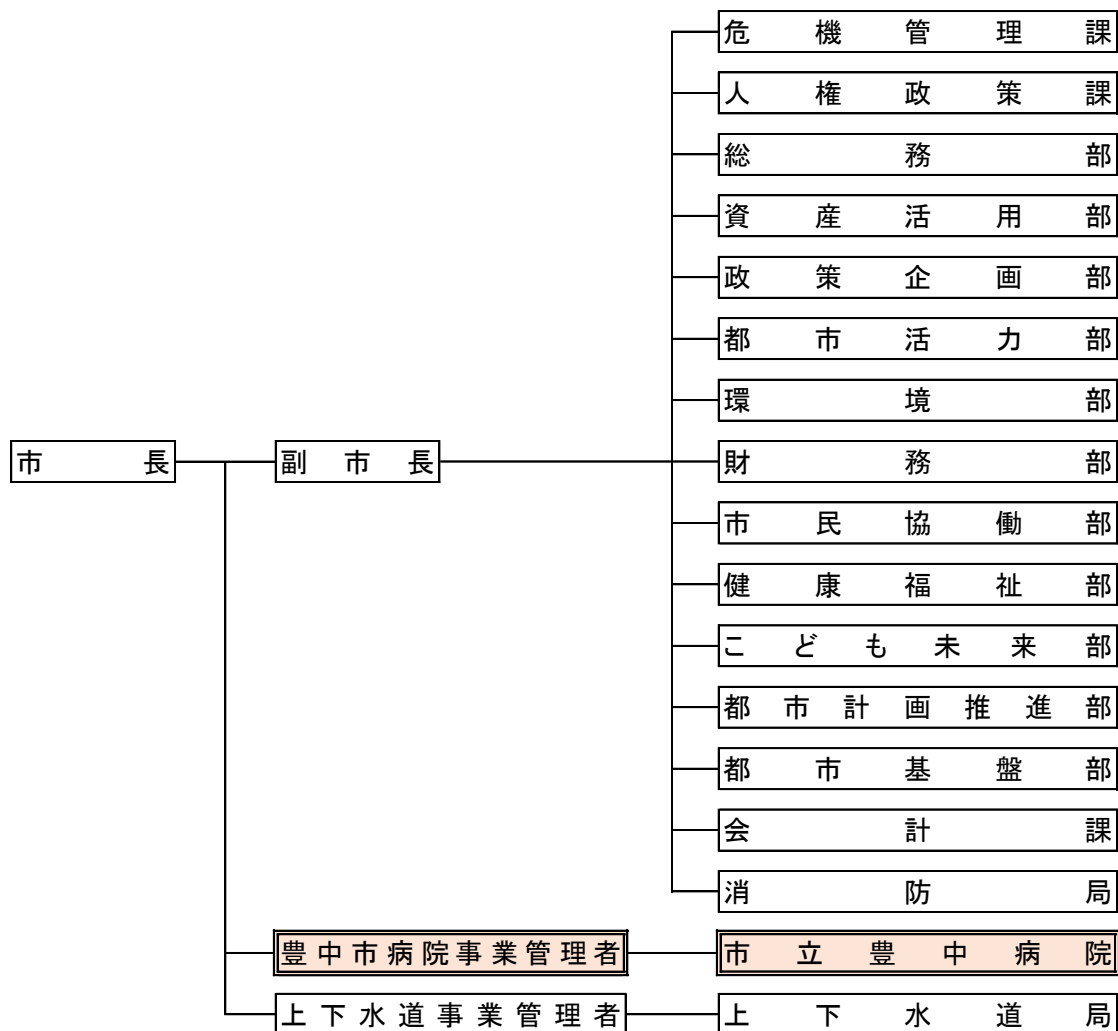 危機管理課
人権政策課
総務部
資産活用部
政策企画部
都市活力部
環境部
市長 副市長 財務部
市民協働部
健康福祉部
こども未来部
都市計画推進部
都市基盤部
会計課
消防局
豊中市病院事業管理者 市立豊中病院
上下水道事業管理者 上下水道局